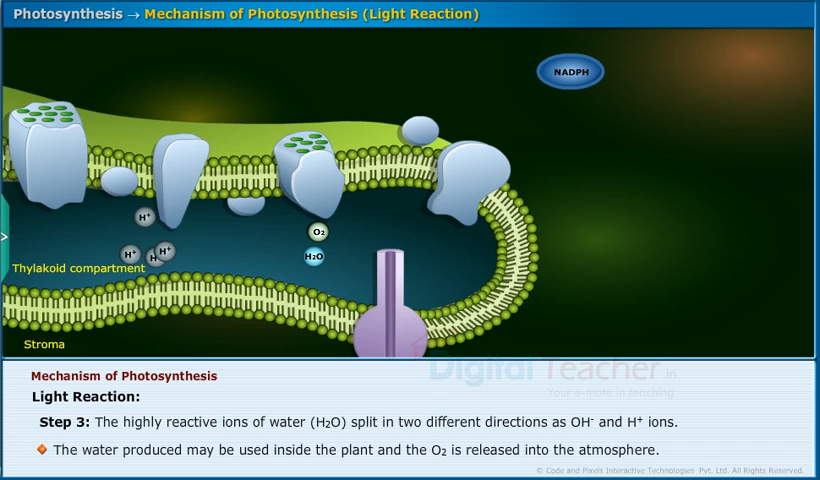 Photosynthesis → Mechanism of Photosynthesis (Light Reaction)
NADPH
H⁺
O₂
H⁺
H⁺
H₂O
Thylakoid compartment
Stroma
Digital Teacher.in
Your e-mate in teaching
Mechanism of Photosynthesis
Light Reaction:
Step 3: The highly reactive ions of water (H₂O) split in two different directions as OH⁻ and H⁺ ions.
The water produced may be used inside the plant and the O₂ is released into the atmosphere.
© Code and Pixels Interactive Technologies Pvt. Ltd. All Rights Reserved.